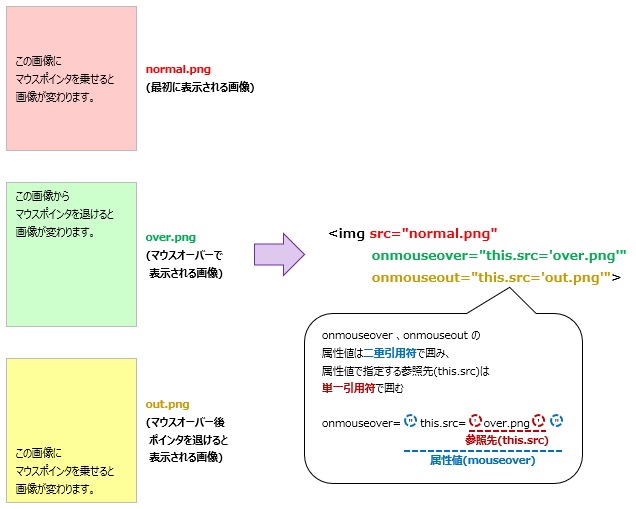 この画像に
マウスポインタを乗せると
画像が変わります。
normal.png
(最初に表示される画像)
この画像から
マウスポインタを退けると
画像が変わります。
over.png
(マウスオーバーで
表示される画像)
<img src="normal.png"
onmouseover="this.src='over.png'"
onmouseout="this.src='out.png'">
onmouseover 、onmouseout の
属性値は二重引用符で囲み、
属性値で指定する参照先(this.src)は
単一引用符で囲む
onmouseover= " this.src= ' over.png ' "
参照先(this.src)
属性値(mouseover)
out.png
(マウスオーバー後
ポインタを退けると
表示される画像)
この画像に
マウスポインタを乗せると
画像が変わります。